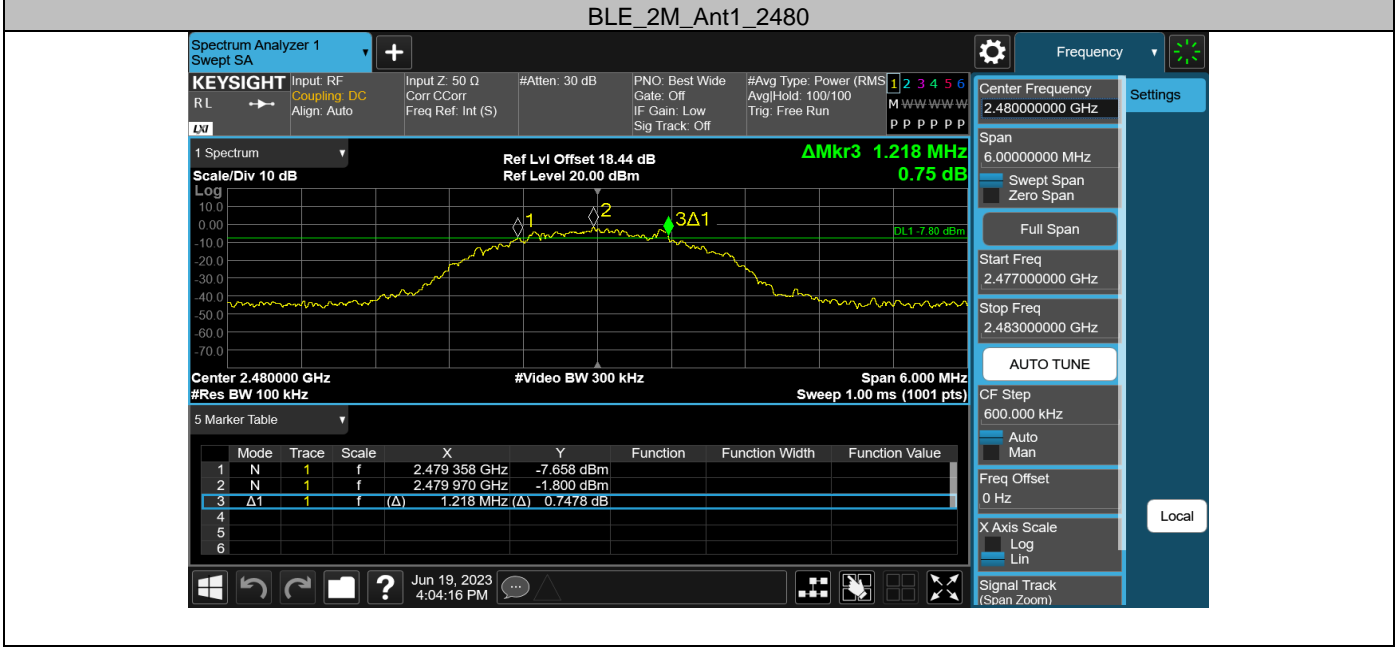 BLE_2M_Ant1_2480
Spectrum Analyzer 1
Swept SA
+
Frequency
KEYSIGHT
RL
LXI
Input: RF
Coupling: DC
Align: Auto
Input Z: 50 Ω
Corr CCorr
Freq Ref: Int (S)
#Atten: 30 dB
PNO: Best Wide
Gate: Off
IF Gain: Low
Sig Track: Off
#Avg Type: Power (RMS
Avg|Hold: 100/100
Trig: Free Run
1 2 3 4 5 6
M W W W W W
P P P P P P
1 Spectrum
Scale/Div 10 dB
Ref Lvl Offset 18.44 dB
Ref Level 20.00 dBm
ΔMkr3 1.218 MHz
0.75 dB
Log
10.0
0.00
-10.0
-20.0
-30.0
-40.0
-50.0
-60.0
-70.0
1
2
3Δ1
DL1 -7.80 dBm
Center 2.480000 GHz
#Video BW 300 kHz
Span 6.000 MHz
#Res BW 100 kHz
Sweep 1.00 ms (1001 pts)
5 Marker Table
Mode Trace Scale X Y Function Function Width Function Value
1 N 1 f 2.479 358 GHz -7.658 dBm
2 N 1 f 2.479 970 GHz -1.800 dBm
3 Δ1 1 f (Δ) 1.218 MHz (Δ) 0.7478 dB
4
5
6
?
Jun 19, 2023
4:04:16 PM
Center Frequency
2.480000000 GHz
Settings
Span
6.00000000 MHz
Swept Span
Zero Span
Full Span
Start Freq
2.477000000 GHz
Stop Freq
2.483000000 GHz
AUTO TUNE
CF Step
600.000 kHz
Auto
Man
Freq Offset
0 Hz
X Axis Scale
Log
Lin
Local
Signal Track
(Span Zoom)